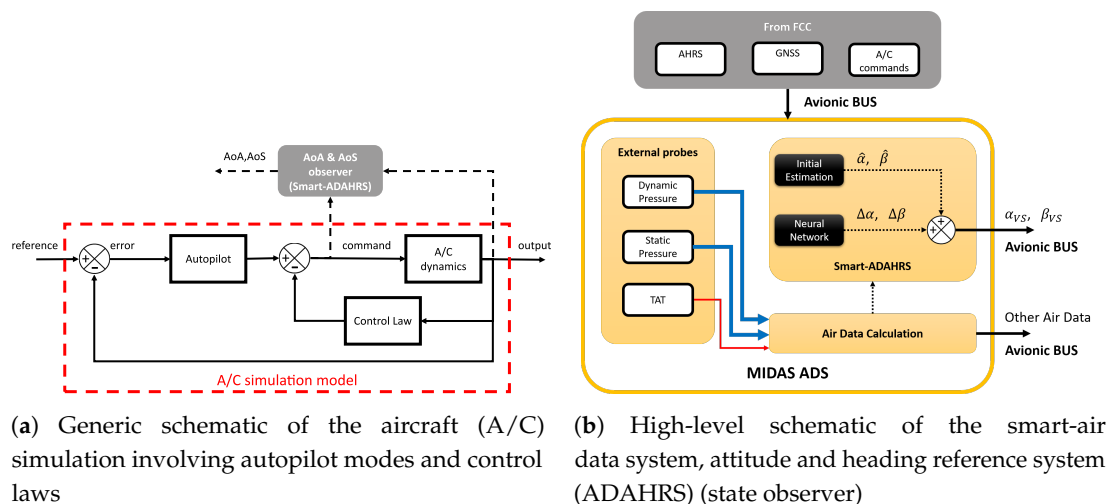 AoA,AoS
AoA & AoS
observer
(Smart-ADAHRS)
reference
error
Autopilot
command
A/C
dynamics
output
Control Law
A/C simulation model
(a) Generic schematic of the aircraft (A/C)
simulation involving autopilot modes and control
laws
From FCC
AHRS
GNSS
A/C
commands
Avionic BUS
External probes
Dynamic
Pressure
Static
Pressure
TAT
Initial
Estimation
α̂, β̂
Neural
Network
Δα, Δβ
Smart-ADAHRS
α_VS, β_VS
Avionic BUS
Air Data Calculation
Other Air Data
Avionic BUS
MIDAS ADS
(b) High-level schematic of the smart-air
data system, attitude and heading reference system
(ADAHRS) (state observer)